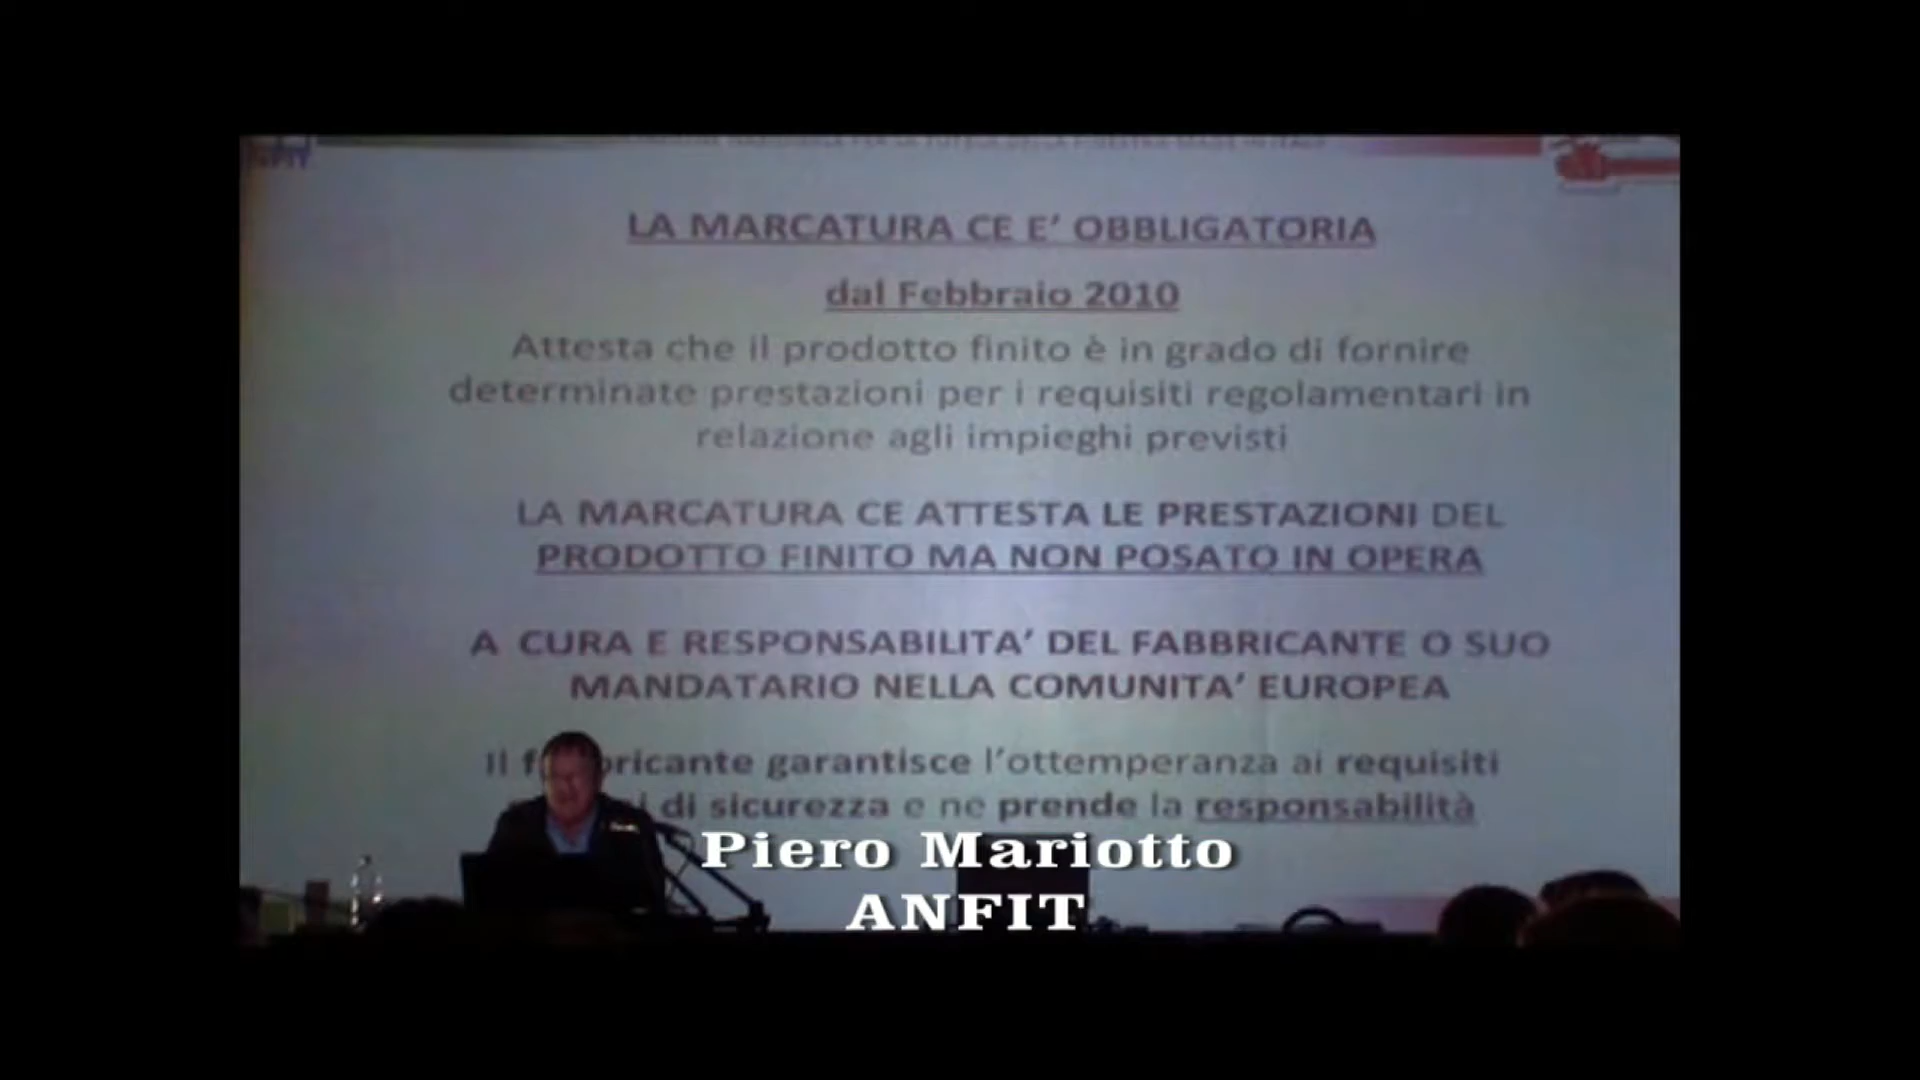 ANFIT
LA MARCATURA CE E’ OBBLIGATORIA
dal Febbraio 2010
Attesta che il prodotto finito è in grado di fornire
determinate prestazioni per i requisiti regolamentari in
relazione agli impieghi previsti
LA MARCATURA CE ATTESTA LE PRESTAZIONI DEL
PRODOTTO FINITO MA NON POSATO IN OPERA
A CURA E RESPONSABILITA’ DEL FABBRICANTE O SUO
MANDATARIO NELLA COMUNITA’ EUROPEA
Il fabbricante garantisce l’ottemperanza ai requisiti
di sicurezza e ne prende la responsabilità
Piero Mariotto
ANFIT